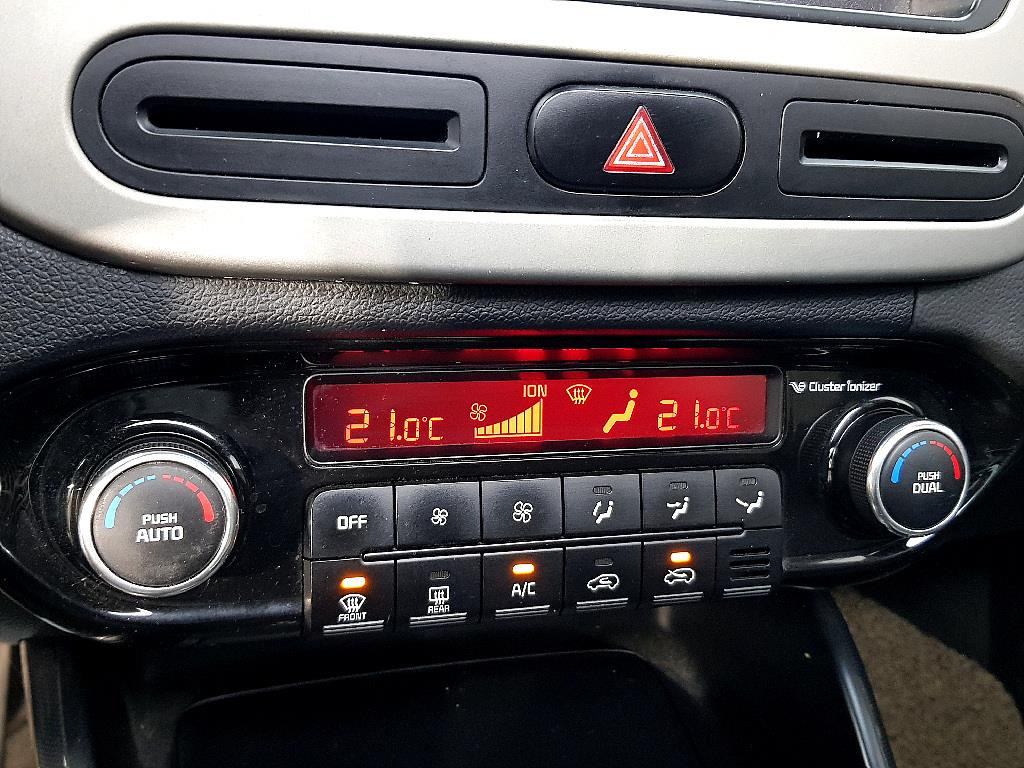 ION
21.0°C
21.0°C
Cluster Ionizer
PUSH
AUTO
PUSH
DUAL
OFF
FRONT
REAR
A/C